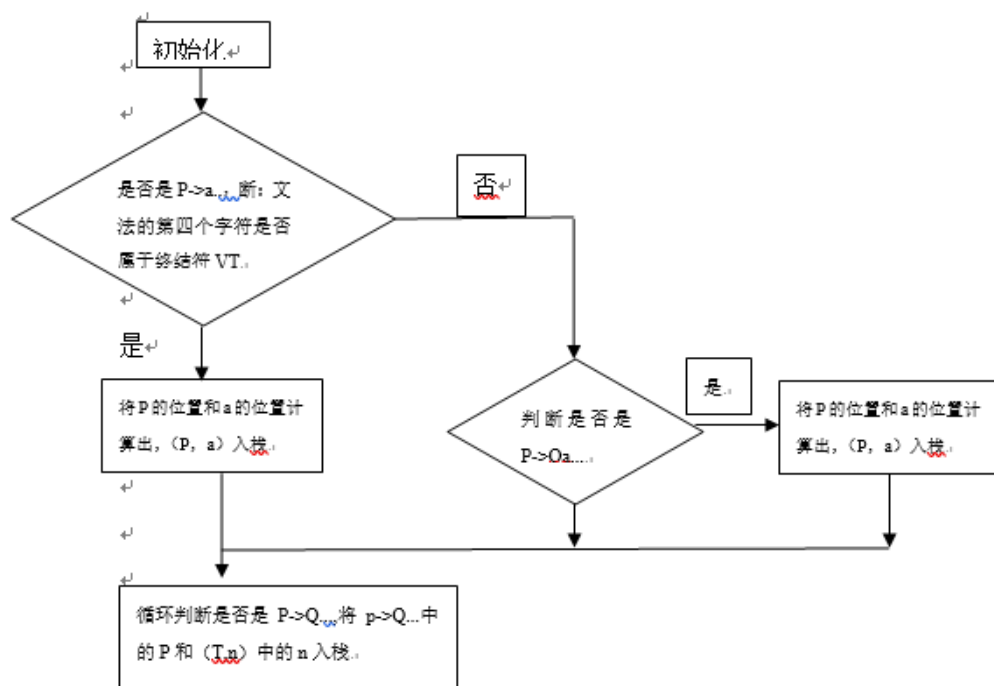 初始化
是否是 P->a...，断：文
法的第四个字符是否
属于终结符 VT.
否
是
将 P 的位置和 a 的位置计
算出，（P，a）入栈.
判断是否是
P->Qa....
是.
将 P 的位置和 a 的位置计
算出，（P，a）入栈.
循环判断是否是 P->Q...,将 p->Q...中
的 P 和（T,n）中的 n 入栈.